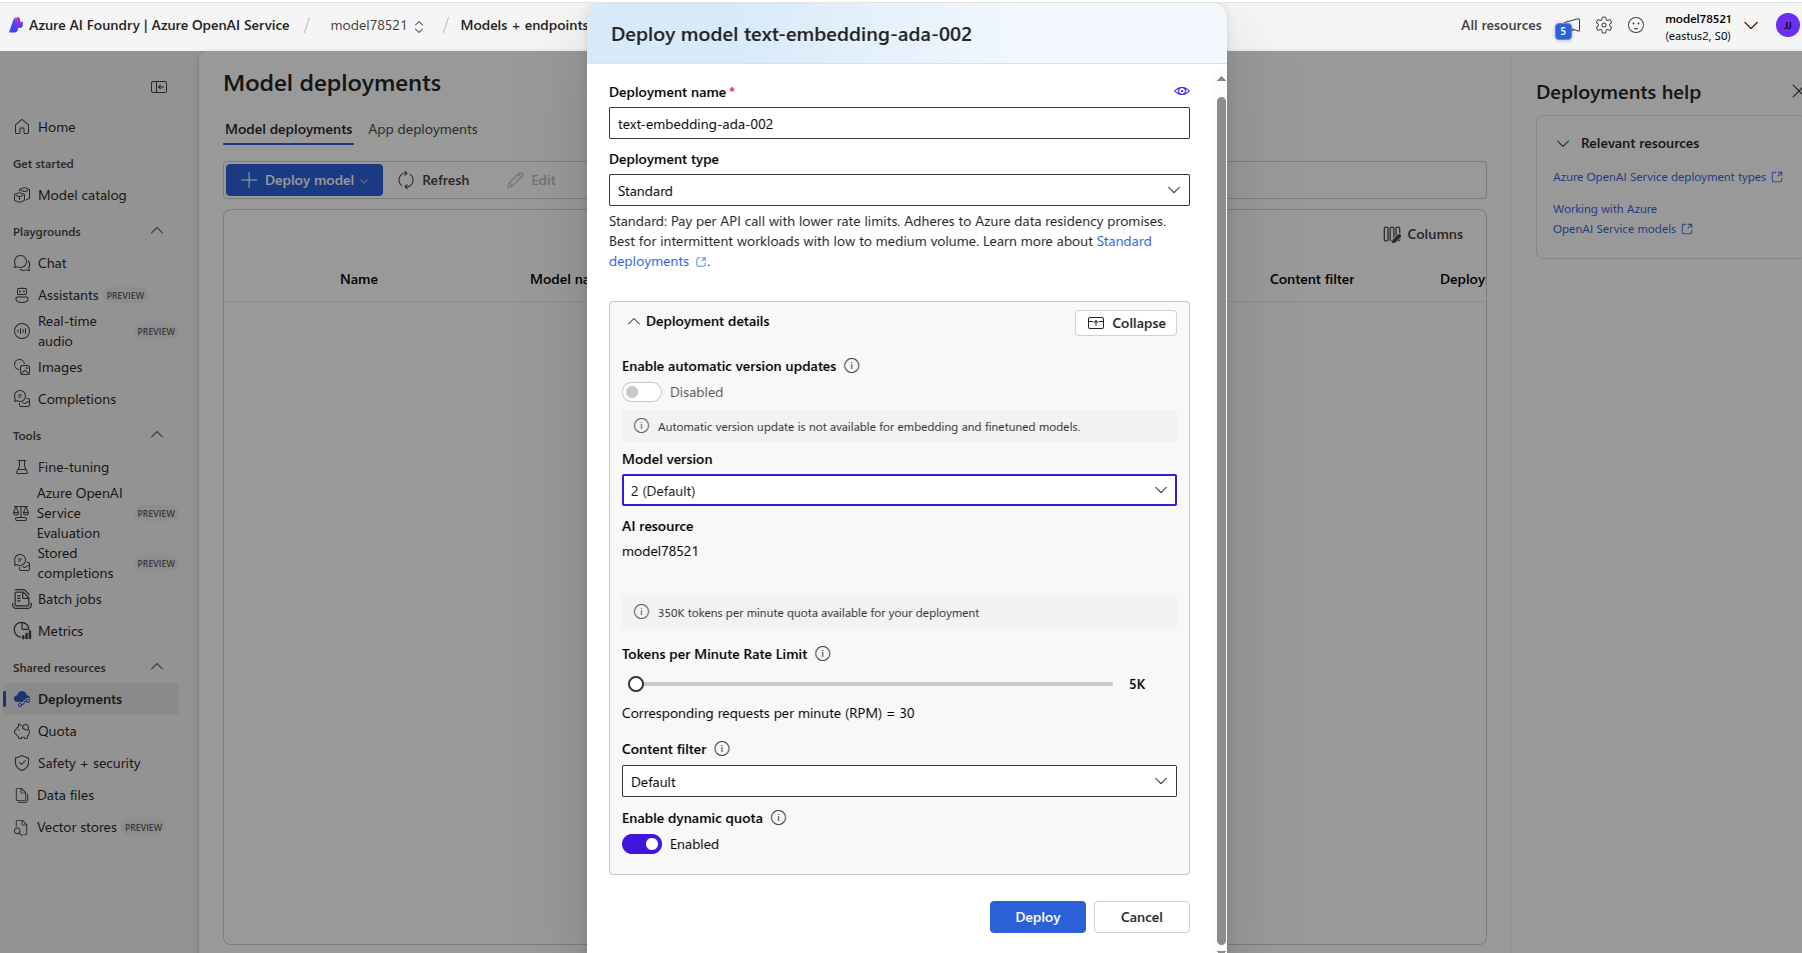 Azure AI Foundry | Azure OpenAI Service / model78521 / Models + endpoints
All resources
5
model78521
(eastus2, S0)
JJ
Home
Get started
Model catalog
Playgrounds
Chat
Assistants PREVIEW
Real-time
audio
PREVIEW
Images
Completions
Tools
Fine-tuning
Azure OpenAI
Service
Evaluation
PREVIEW
Stored
completions
PREVIEW
Batch jobs
Metrics
Shared resources
Deployments
Quota
Safety + security
Data files
Vector stores PREVIEW
Model deployments
Model deployments App deployments
Deploy model Refresh Edit
Columns
Name Model na Content filter Deploy
Deploy model text-embedding-ada-002
Deployment name *
text-embedding-ada-002
Deployment type
Standard
Standard: Pay per API call with lower rate limits. Adheres to Azure data residency promises.
Best for intermittent workloads with low to medium volume. Learn more about Standard
deployments .
Deployment details
Collapse
Enable automatic version updates
Disabled
Automatic version update is not available for embedding and finetuned models.
Model version
2 (Default)
AI resource
model78521
350K tokens per minute quota available for your deployment
Tokens per Minute Rate Limit
5K
Corresponding requests per minute (RPM) = 30
Content filter
Default
Enable dynamic quota
Enabled
Deploy Cancel
Deployments help
Relevant resources
Azure OpenAI Service deployment types
Working with Azure
OpenAI Service models